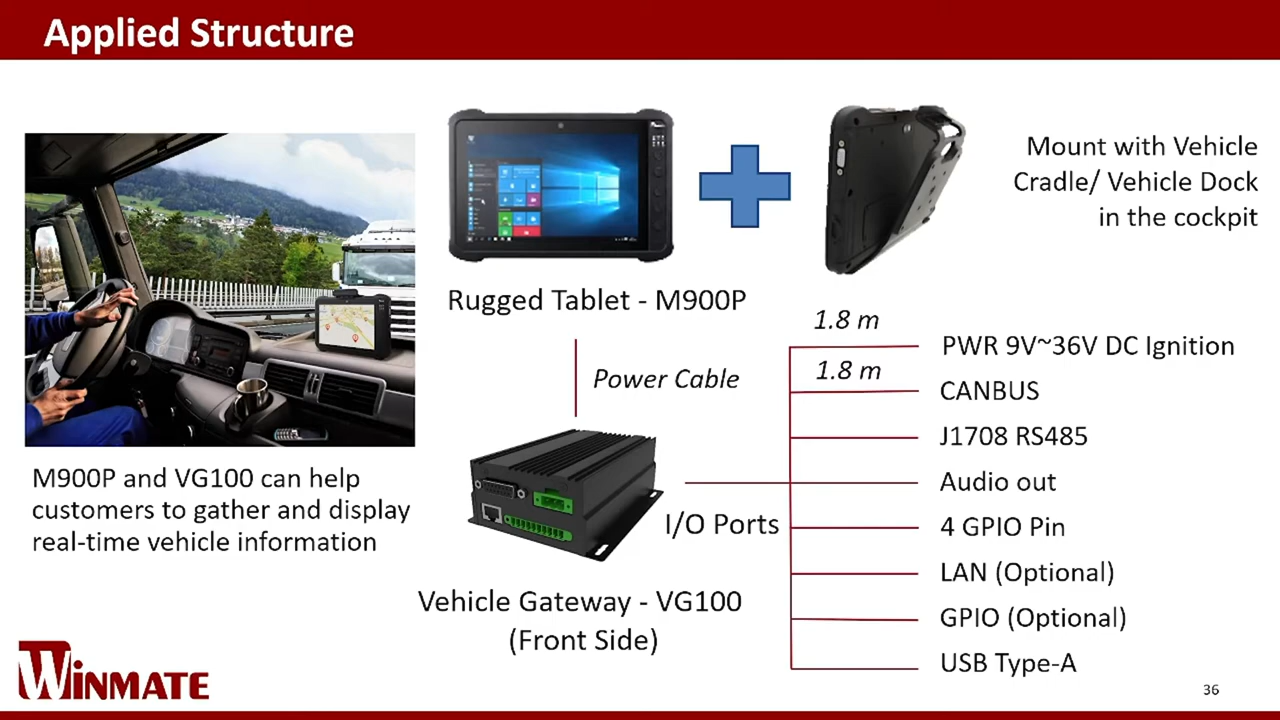 Applied Structure
Mount with Vehicle
Cradle/ Vehicle Dock
in the cockpit
Rugged Tablet - M900P
1.8 m
PWR 9V~36V DC Ignition
Power Cable
1.8 m
CANBUS
J1708 RS485
M900P and VG100 can help
customers to gather and display
real-time vehicle information
Audio out
I/O Ports
4 GPIO Pin
LAN (Optional)
Vehicle Gateway - VG100
(Front Side)
GPIO (Optional)
USB Type-A
WINMATE
36